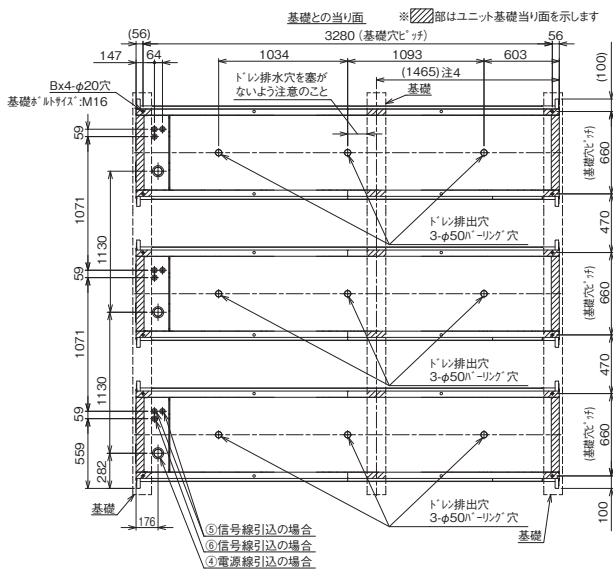 基礎との当り面
※部はユニット基礎当り面を示します
(56)
3280 (基礎穴ピッチ)
56
147
64
1034
1093
603
(1465)注4
(100)
Bx4-φ20穴
基礎ボルトサイズ:M16
ドレン排水穴を塞が
ないよう注意のこと
基礎
59
660
(基礎穴ピッチ)
1071
1130
470
ドレン排出穴
3-φ50バーリング穴
59
660
(基礎穴ピッチ)
1071
1130
470
ドレン排出穴
3-φ50バーリング穴
59
660
(基礎穴ピッチ)
559
282
100
ドレン排出穴
3-φ50バーリング穴
基礎
176
基礎
⑤信号線引込の場合
⑥信号線引込の場合
④電源線引込の場合